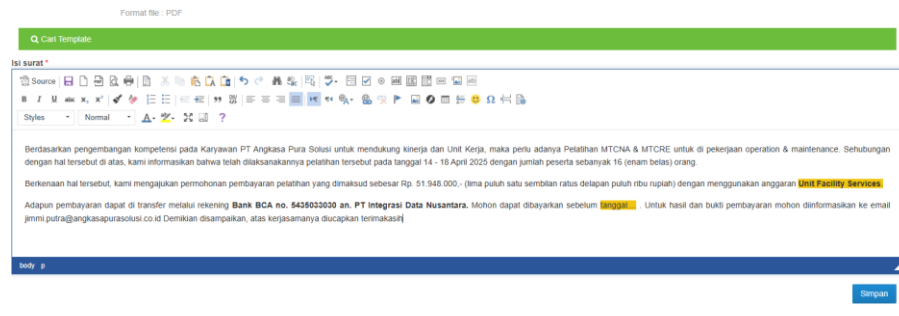 Format file : PDF
Cari Template
Isi surat *
Source
B I U abc x, x²
Styles Normal A ?
Berdasarkan pengembangan kompetensi pada Karyawan PT Angkasa Pura Solusi untuk mendukung kinerja dan Unit Kerja, maka perlu adanya Pelatihan MTCNA & MTCRE untuk di pekerjaan operation & maintenance. Sehubungan
dengan hal tersebut di atas, kami informasikan bahwa telah dilaksanakannya pelatihan tersebut pada tanggal 14 - 18 April 2025 dengan jumlah peserta sebanyak 16 (enam belas) orang.
Berkenaan hal tersebut, kami mengajukan permohonan pembayaran pelatihan yang dimaksud sebesar Rp. 51.948.000,- (lima puluh satu sembilan ratus delapan puluh ribu rupiah) dengan menggunakan anggaran Unit Facility Services.
Adapun pembayaran dapat di transfer melalui rekening Bank BCA no. 5435033030 an. PT Integrasi Data Nusantara. Mohon dapat dibayarkan sebelum tanggal.... . Untuk hasil dan bukti pembayaran mohon diinformasikan ke email
jimmi.putra@angkasapurasolusi.co.id Demikian disampaikan, atas kerjasamanya diucapkan terimakasih
body p
Simpan